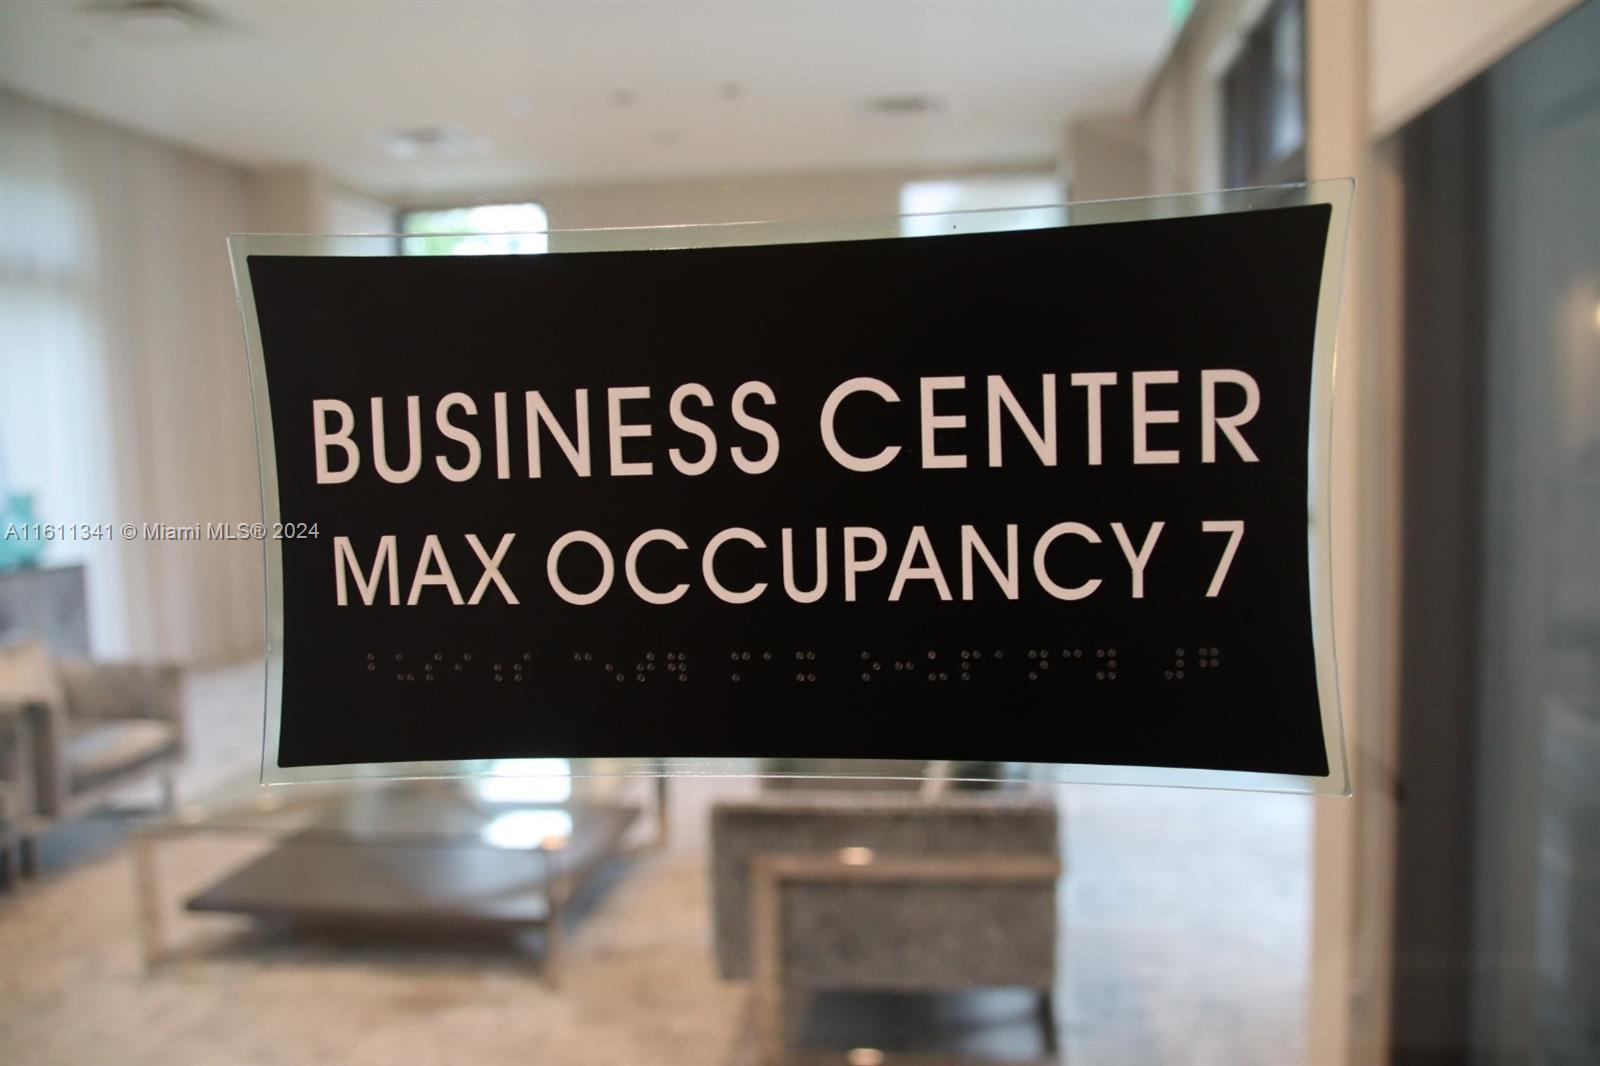 BUSINESS CENTER
MAX OCCUPANCY 7
A11611341 © Miami MLS® 2024